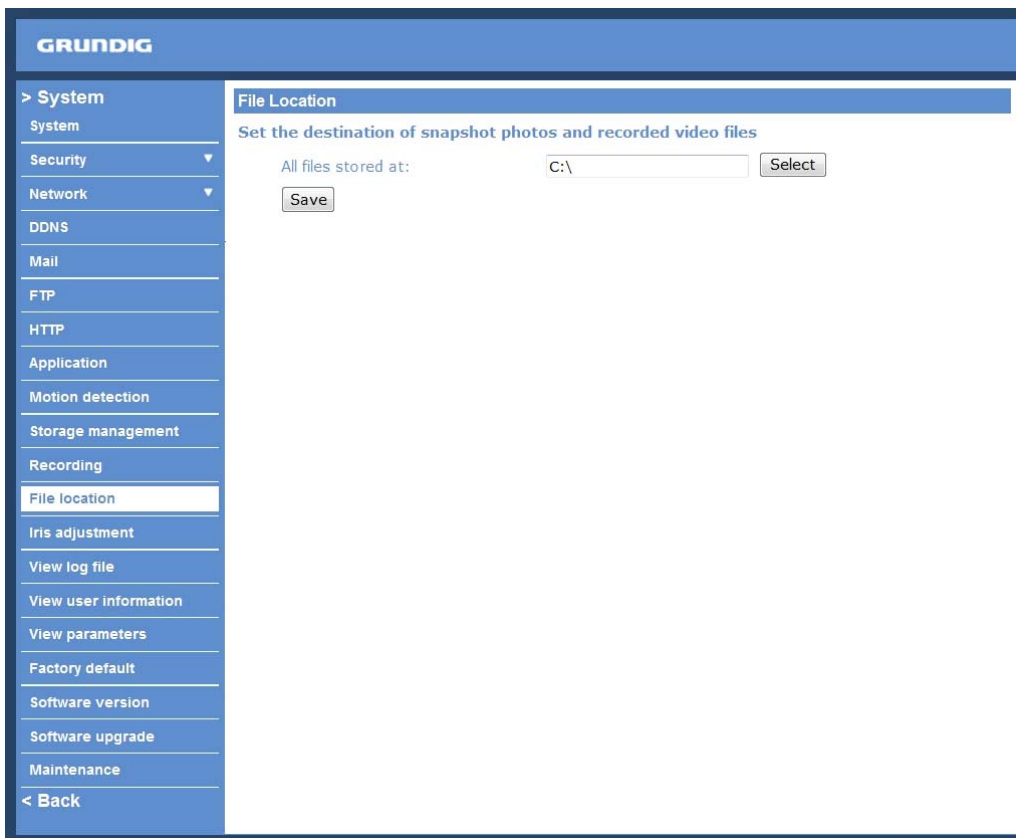 GRUNDIG
> System
System
Security
Network
DDNS
Mail
FTP
HTTP
Application
Motion detection
Storage management
Recording
File location
Iris adjustment
View log file
View user information
View parameters
Factory default
Software version
Software upgrade
Maintenance
< Back
File Location
Set the destination of snapshot photos and recorded video files
All files stored at: C:\ Select
Save